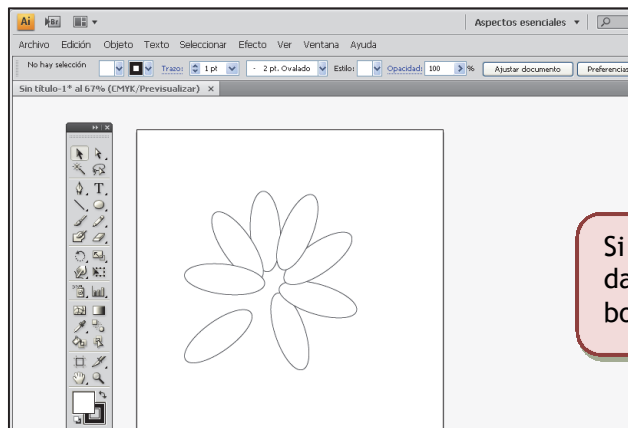 Ai Br
Aspectos esenciales
Archivo Edición Objeto Texto Seleccionar Efecto Ver Ventana Ayuda
No hay selección Trazo: 1 pt - 2 pt. Ovalado Estilo: Opacidad: 100 % Ajustar documento Preferencias
Sin título-1* al 67% (CMYK/Previsualizar) x
T
Si
da
bo